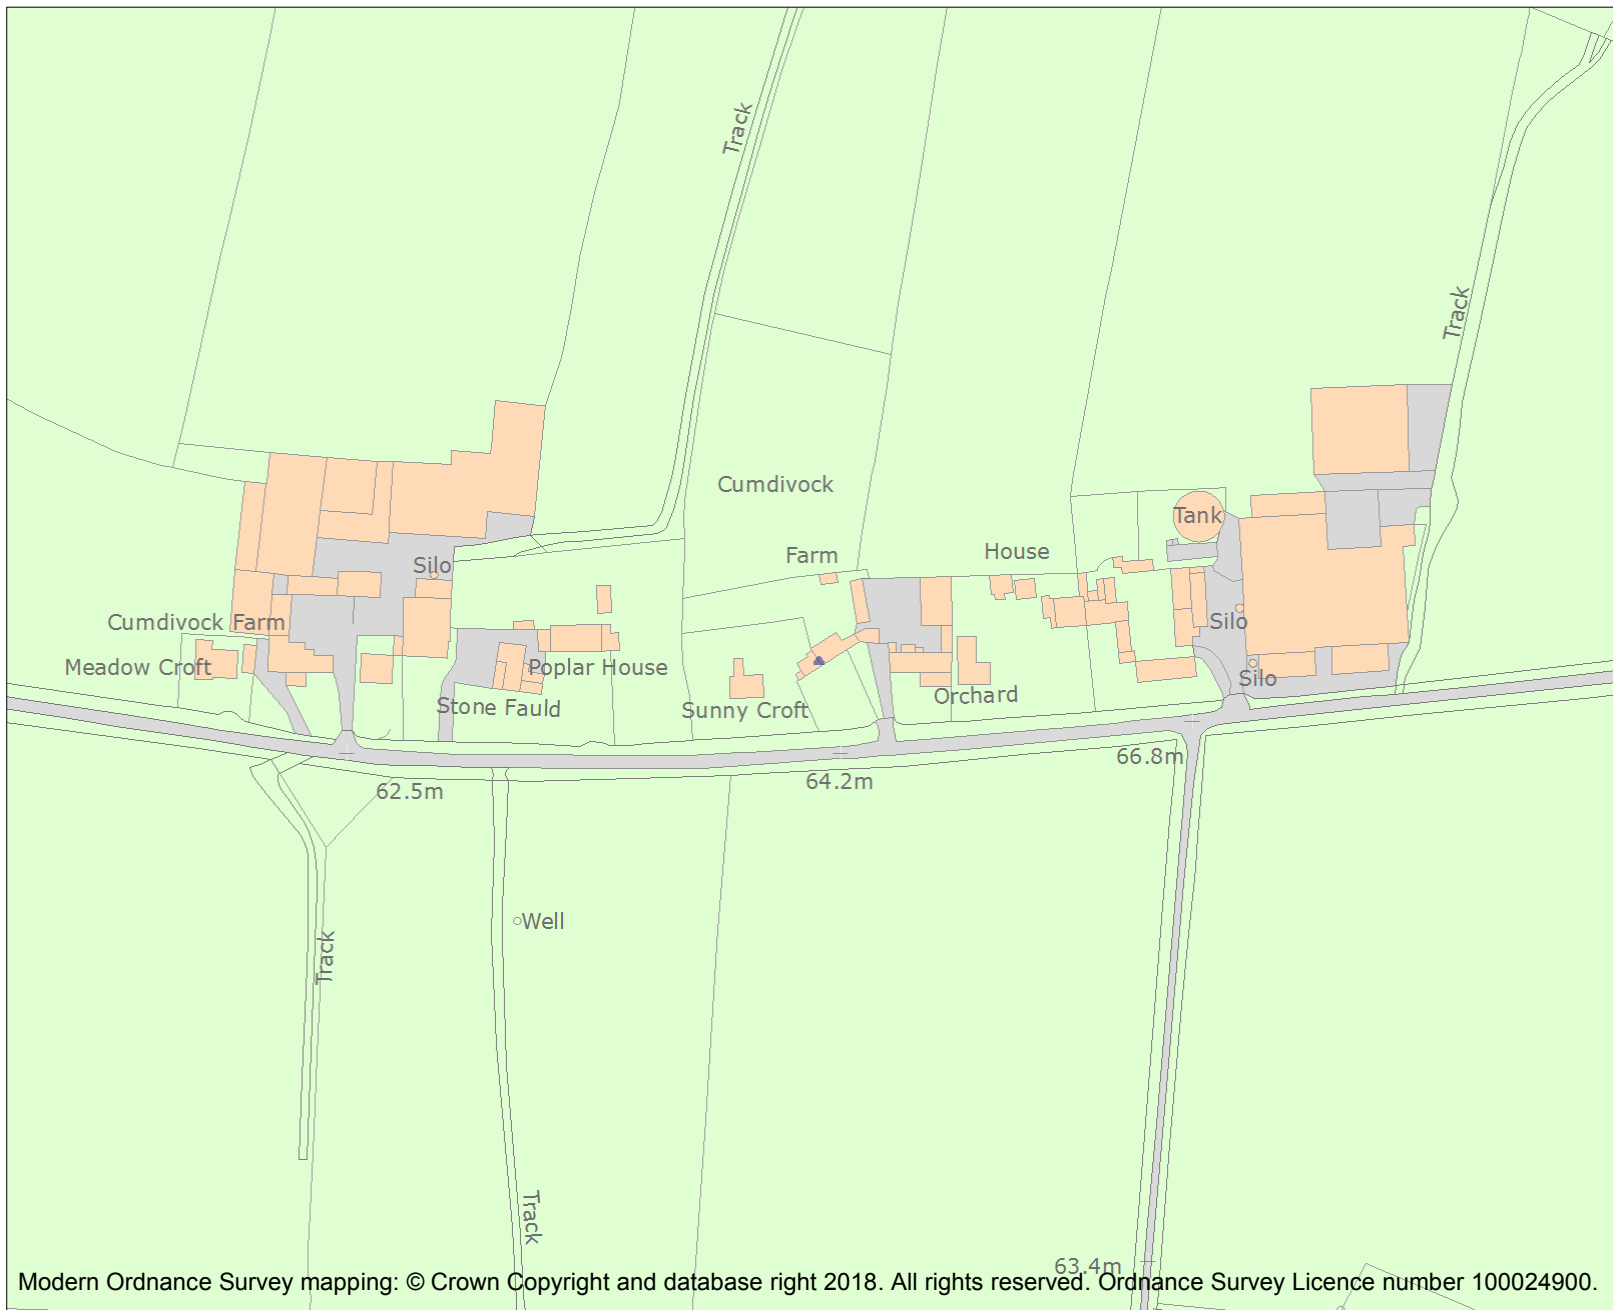 Track
Track
Cumdivock
Tank
House
Farm
Silo
Cumdivock Farm
Silo
Meadow Croft
Poplar House
Silo
Orchard
Stone Fauld
Sunny Croft
66.8m
64.2m
62.5m
Well
Track
Track
63.4m
Modern Ordnance Survey mapping: © Crown Copyright and database right 2018. All rights reserved. Ordnance Survey Licence number 100024900.